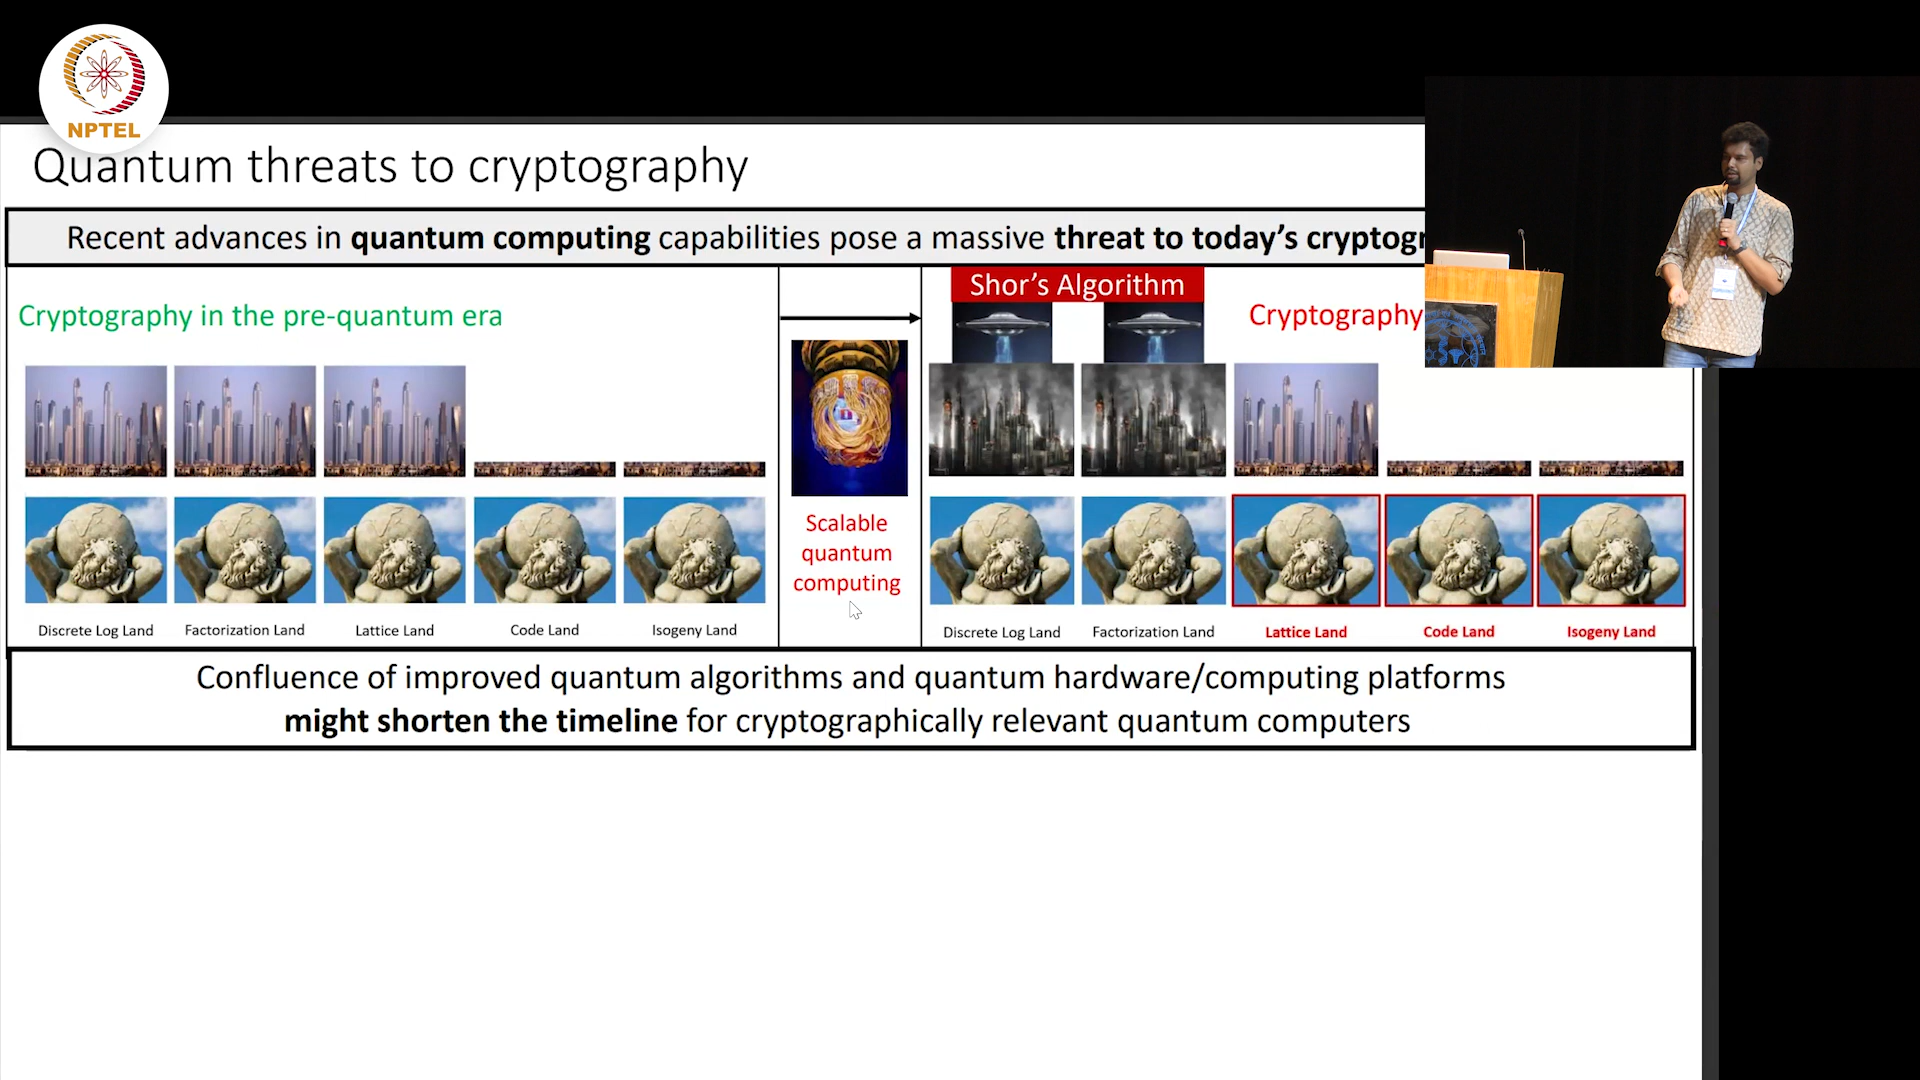 NPTEL
Quantum threats to cryptography
Recent advances in quantum computing capabilities pose a massive threat to today's
Shor's Algorithm
Cryptography in the pre-quantum era
Cryptography
Scalable
quantum
computing
Discrete Log Land
Factorization Land
Lattice Land
Code Land
Isogeny Land
Discrete Log Land
Factorization Land
Lattice Land
Code Land
Isogeny Land
Confluence of improved quantum algorithms and quantum hardware/computing platforms
might shorten the timeline for cryptographically relevant quantum computers